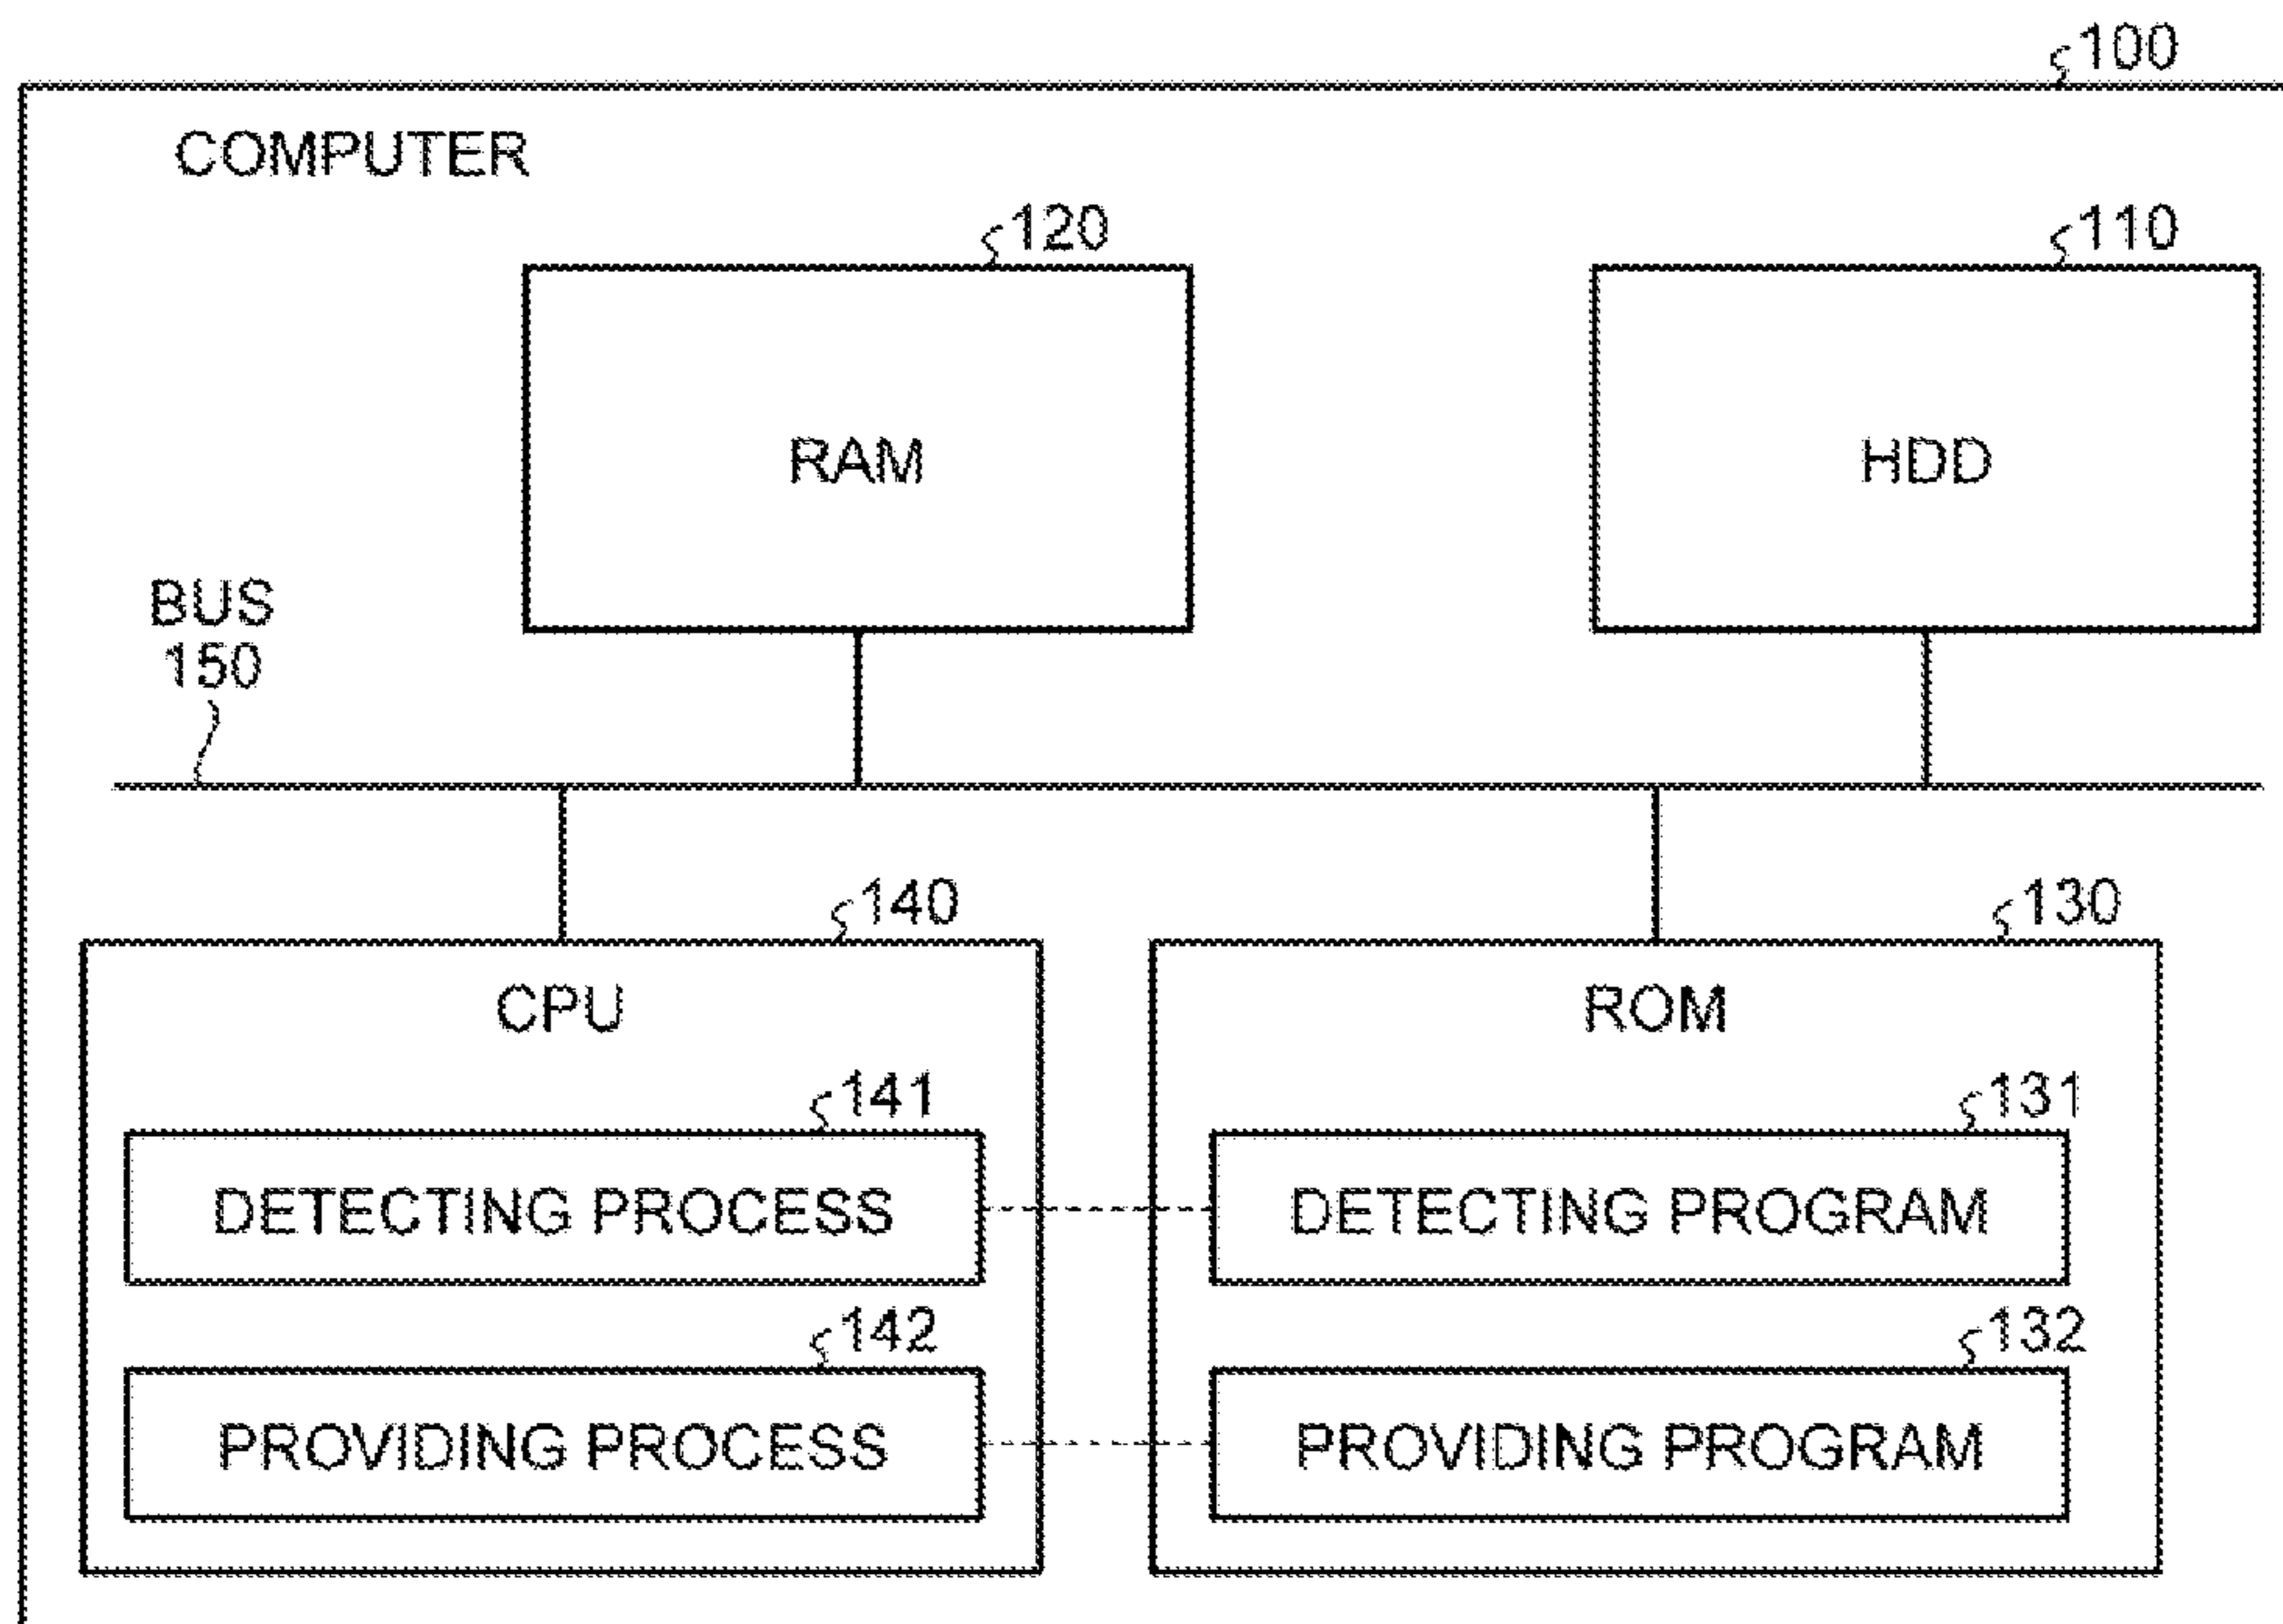 100
COMPUTER
120
110
RAM
HDD
BUS
150
140
130
CPU
ROM
141
131
DETECTING PROCESS
DETECTING PROGRAM
142
132
PROVIDING PROCESS
PROVIDING PROGRAM